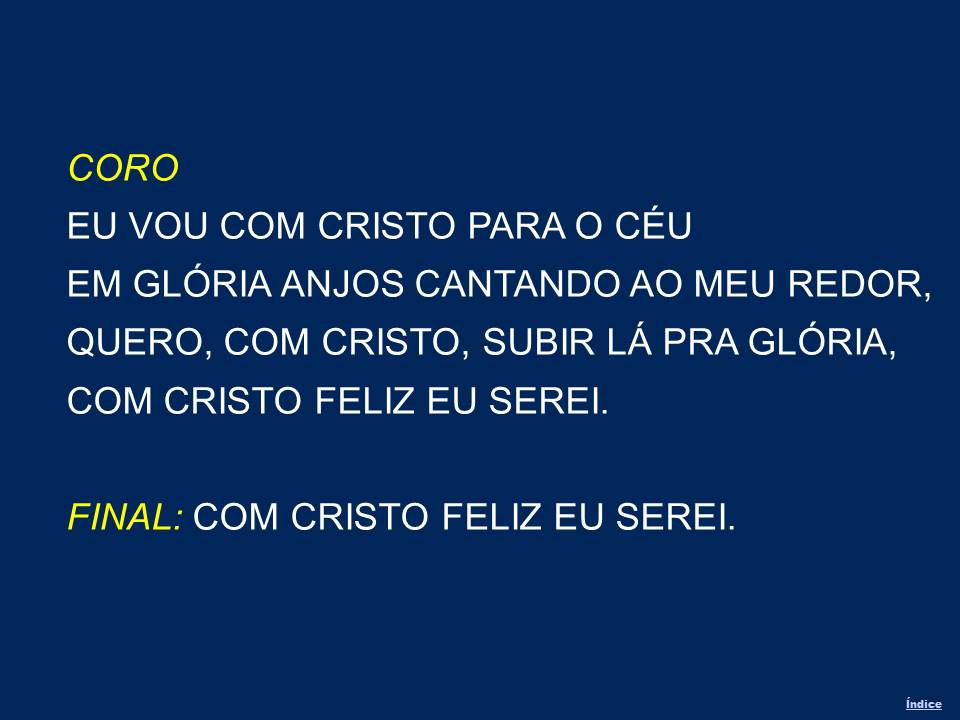 CORO
EU VOU COM CRISTO PARA O CÉU
EM GLÓRIA ANJOS CANTANDO AO MEU REDOR,
QUERO, COM CRISTO, SUBIR LÁ PRA GLÓRIA,
COM CRISTO FELIZ EU SEREI.
FINAL: COM CRISTO FELIZ EU SEREI.
Índice